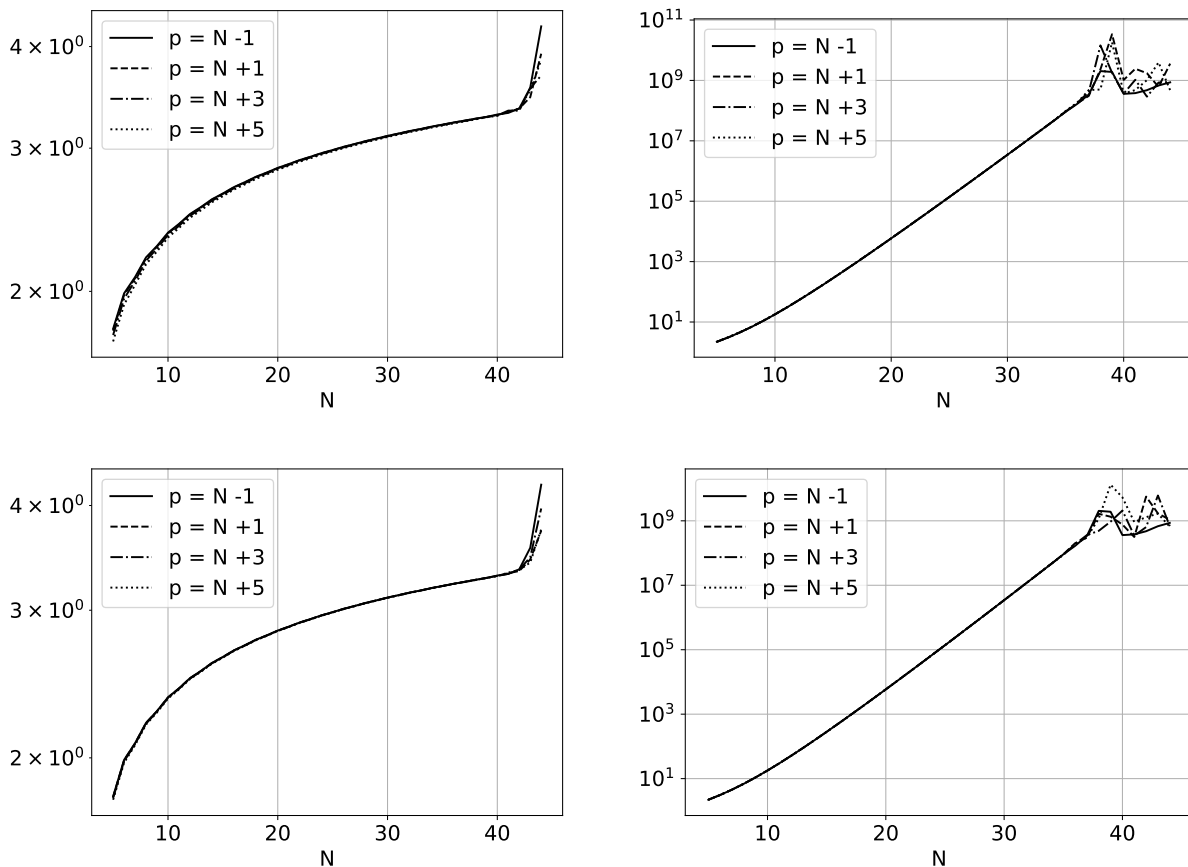 4 × 10⁰
3 × 10⁰
2 × 10⁰
p = N -1
p = N +1
p = N +3
p = N +5
10 20 30 40
N
10¹¹
10⁹
10⁷
10⁵
10³
10¹
p = N -1
p = N +1
p = N +3
p = N +5
10 20 30 40
N
4 × 10⁰
3 × 10⁰
2 × 10⁰
p = N -1
p = N +1
p = N +3
p = N +5
10 20 30 40
N
10⁹
10⁷
10⁵
10³
10¹
p = N -1
p = N +1
p = N +3
p = N +5
10 20 30 40
N